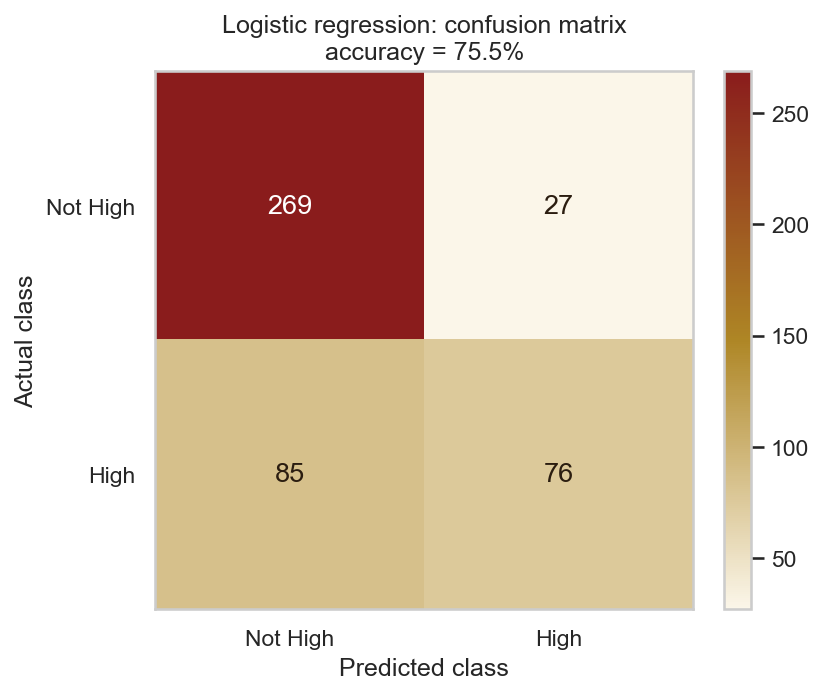 Logistic regression: confusion matrix
accuracy = 75.5%
Actual class
Not High
269
27
High
85
76
Not High
High
Predicted class
250
200
150
100
50